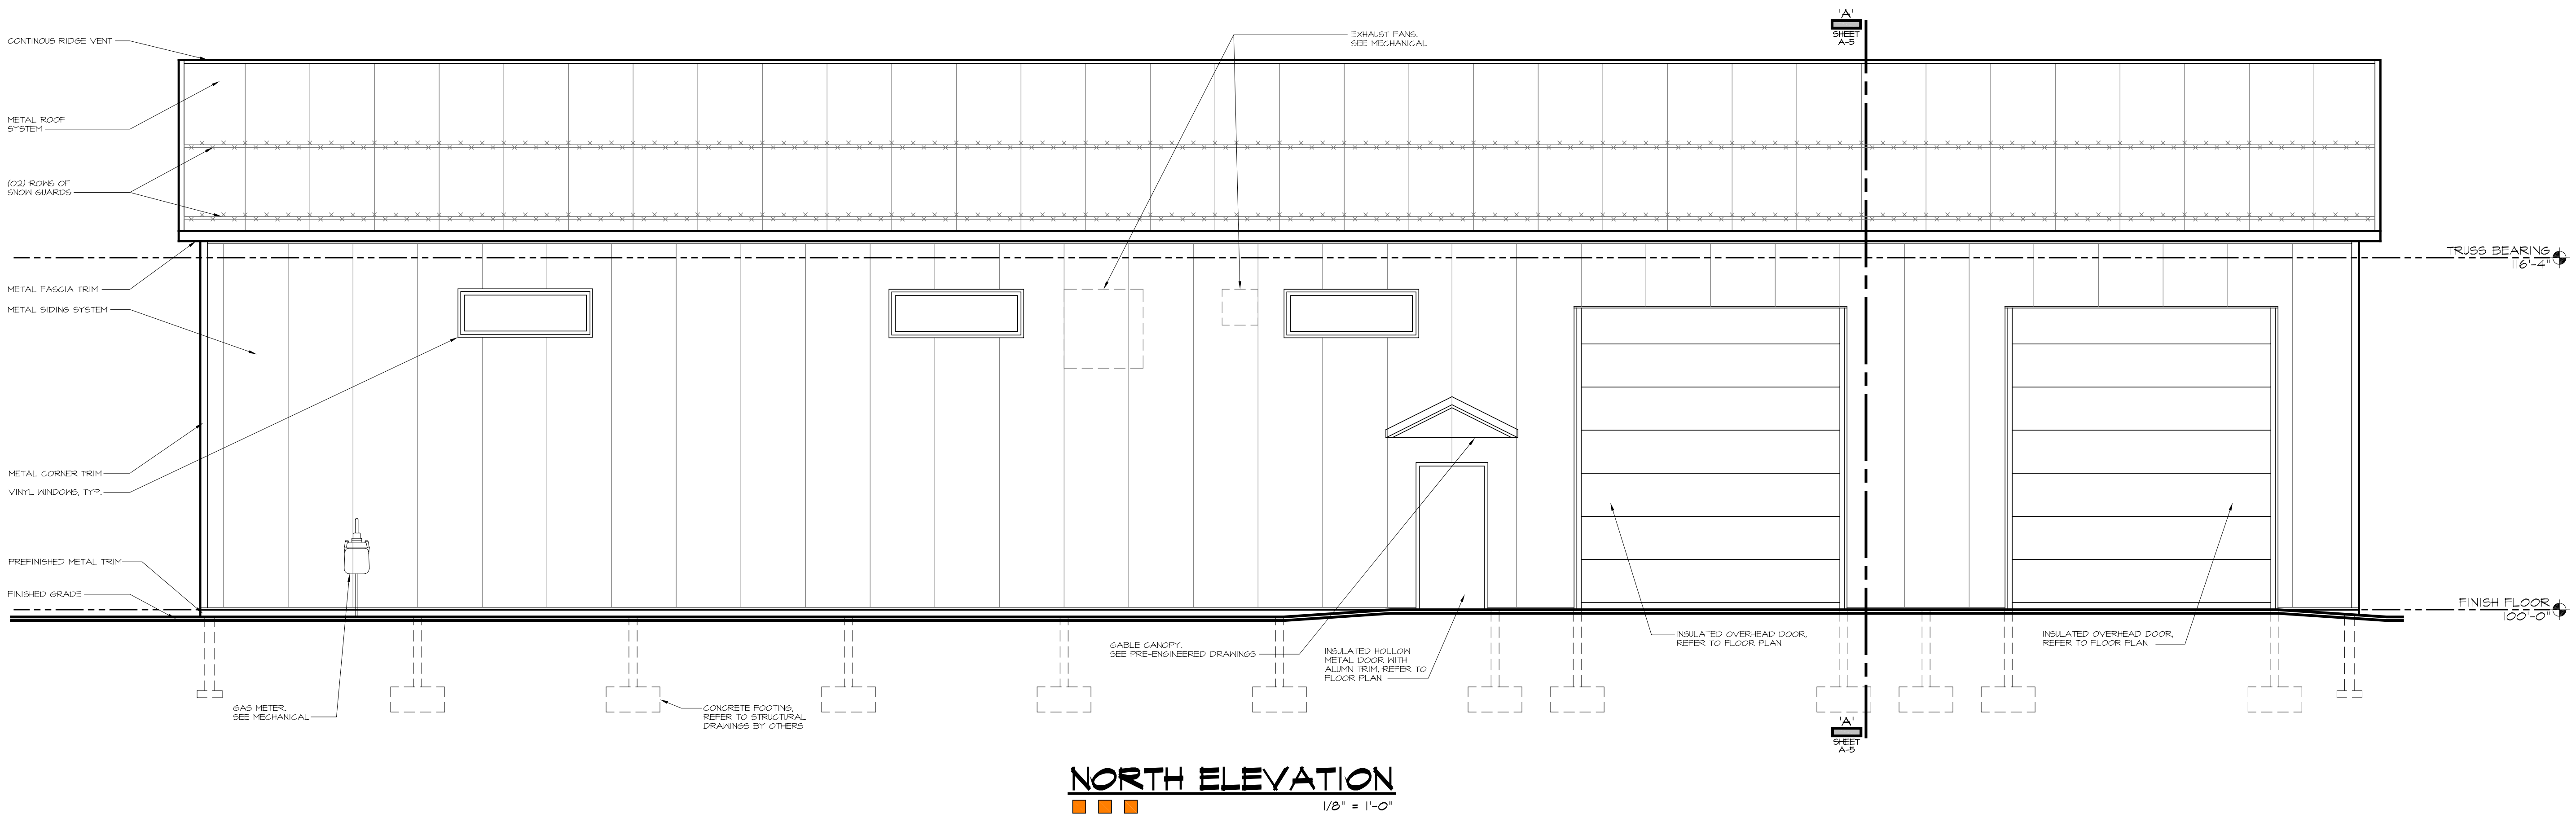 'A'
SHEET
A-5
CONTINOUS RIDGE VENT
EXHAUST FANS.
SEE MECHANICAL
METAL ROOF
SYSTEM
(02) ROWS OF
SNOW GUARDS
TRUSS BEARING
116'-4"
METAL FASCIA TRIM
METAL SIDING SYSTEM
METAL CORNER TRIM
VINYL WINDOWS, TYP.
PREFINISHED METAL TRIM
FINISHED GRADE
FINISH FLOOR
100'-0"
GABLE CANOPY.
SEE PRE-ENGINEERED DRAWINGS
INSULATED HOLLOW
METAL DOOR WITH
ALUMN TRIM, REFER TO
FLOOR PLAN
INSULATED OVERHEAD DOOR,
REFER TO FLOOR PLAN
INSULATED OVERHEAD DOOR,
REFER TO FLOOR PLAN
GAS METER.
SEE MECHANICAL
CONCRETE FOOTING,
REFER TO STRUCTURAL
DRAWINGS BY OTHERS
'A'
SHEET
A-5
NORTH ELEVATION
1/8" = 1'-0"